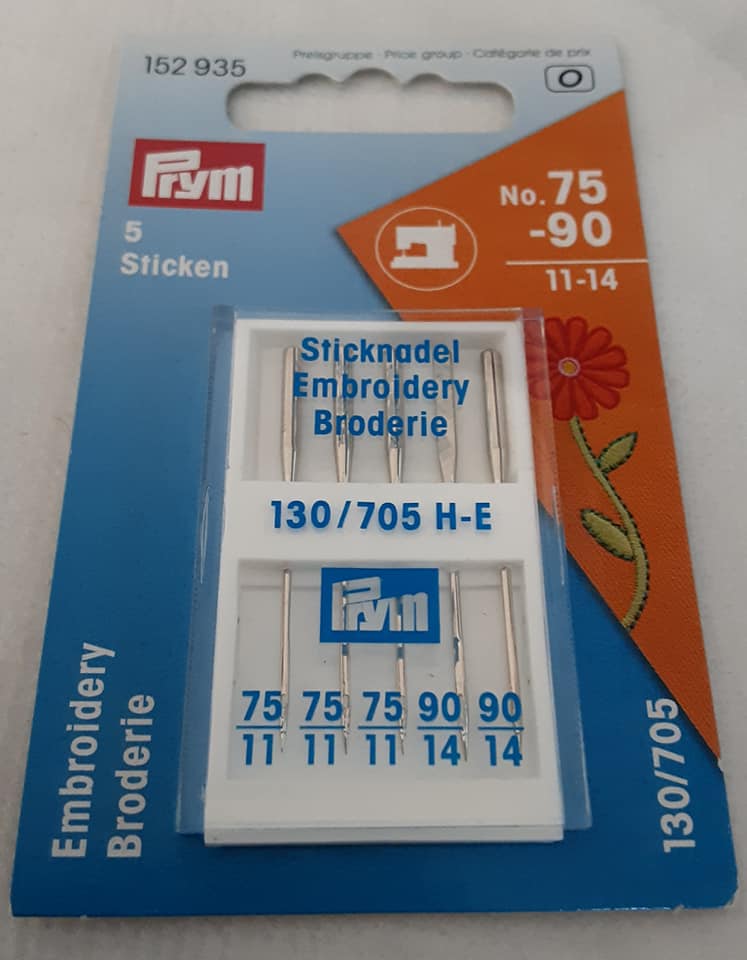 152 935
Preisgruppe · Price group · Catégorie de prix
O
Prym
5
Sticken
No. 75
-90
11-14
Sticknadel
Embroidery
Broderie
130/705 H-E
Prym
75 75 75 90 90
11 11 11 14 14
Embroidery
Broderie
130/705